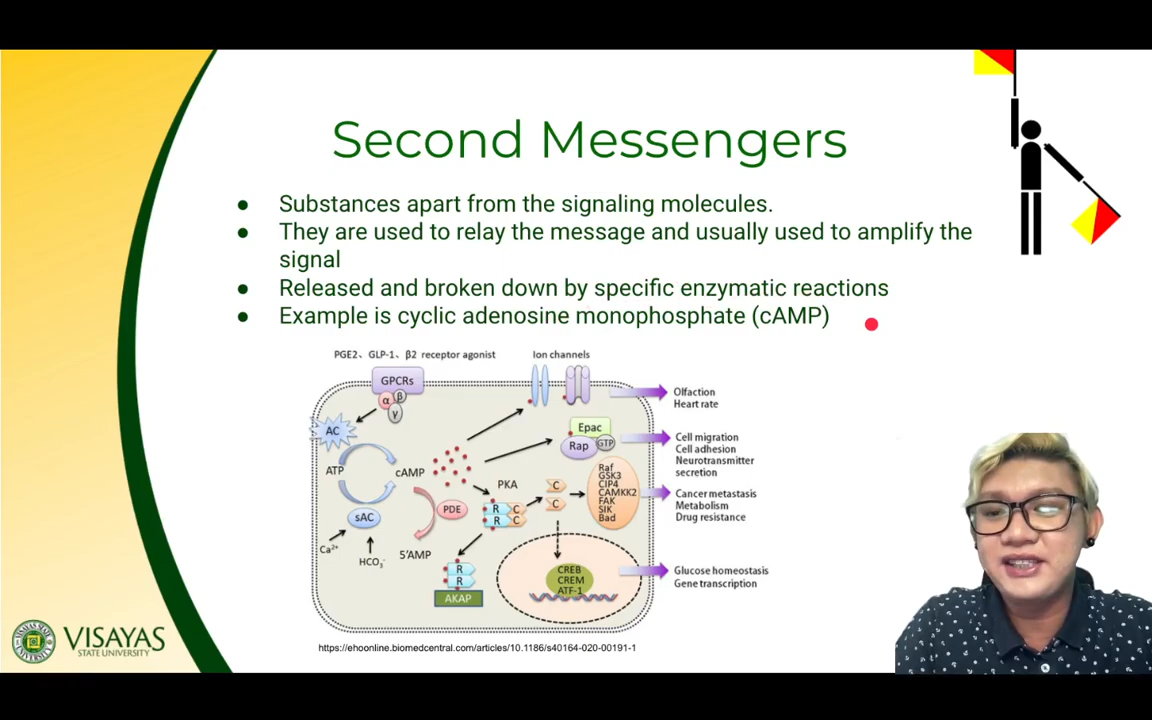 Second Messengers
● Substances apart from the signaling molecules.
● They are used to relay the message and usually used to amplify the
signal
● Released and broken down by specific enzymatic reactions
● Example is cyclic adenosine monophosphate (cAMP)
PGE2、GLP-1、β2 receptor agonist
Ion channels
GPCRs
α
β
γ
AC
ATP
cAMP
sAC
Ca²⁺
HCO₃⁻
PDE
5'AMP
PKA
R C
R C
C
C
R
R
AKAP
Epac
Rap
GTP
Raf
GSK3
CIP4
CAMKK2
FAK
SIK
Bad
CREB
CREM
ATF-1
Olfaction
Heart rate
Cell migration
Cell adhesion
Neurotransmitter
secretion
Cancer metastasis
Metabolism
Drug resistance
Glucose homeostasis
Gene transcription
https://ehoonline.biomedcentral.com/articles/10.1186/s40164-020-00191-1
VISAYAS
STATE UNIVERSITY